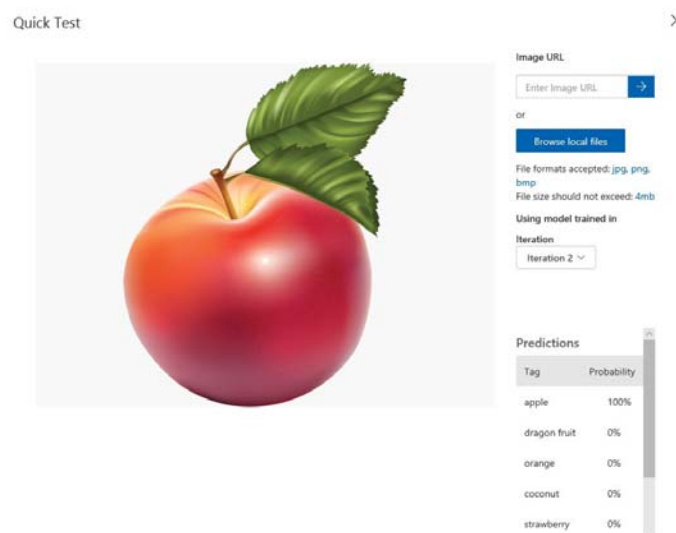 Quick Test
Image URL
Enter Image URL
or
Browse local files
File formats accepted: jpg, png,
bmp
File size should not exceed: 4mb
Using model trained in
Iteration
Iteration 2
Predictions
Tag Probability
apple 100%
dragon fruit 0%
orange 0%
coconut 0%
strawberry 0%